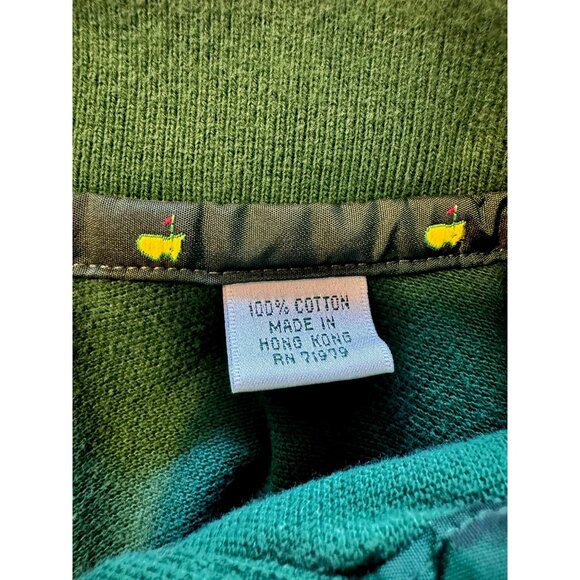 100% COTTON
MADE IN
HONG KONG
RN 71979